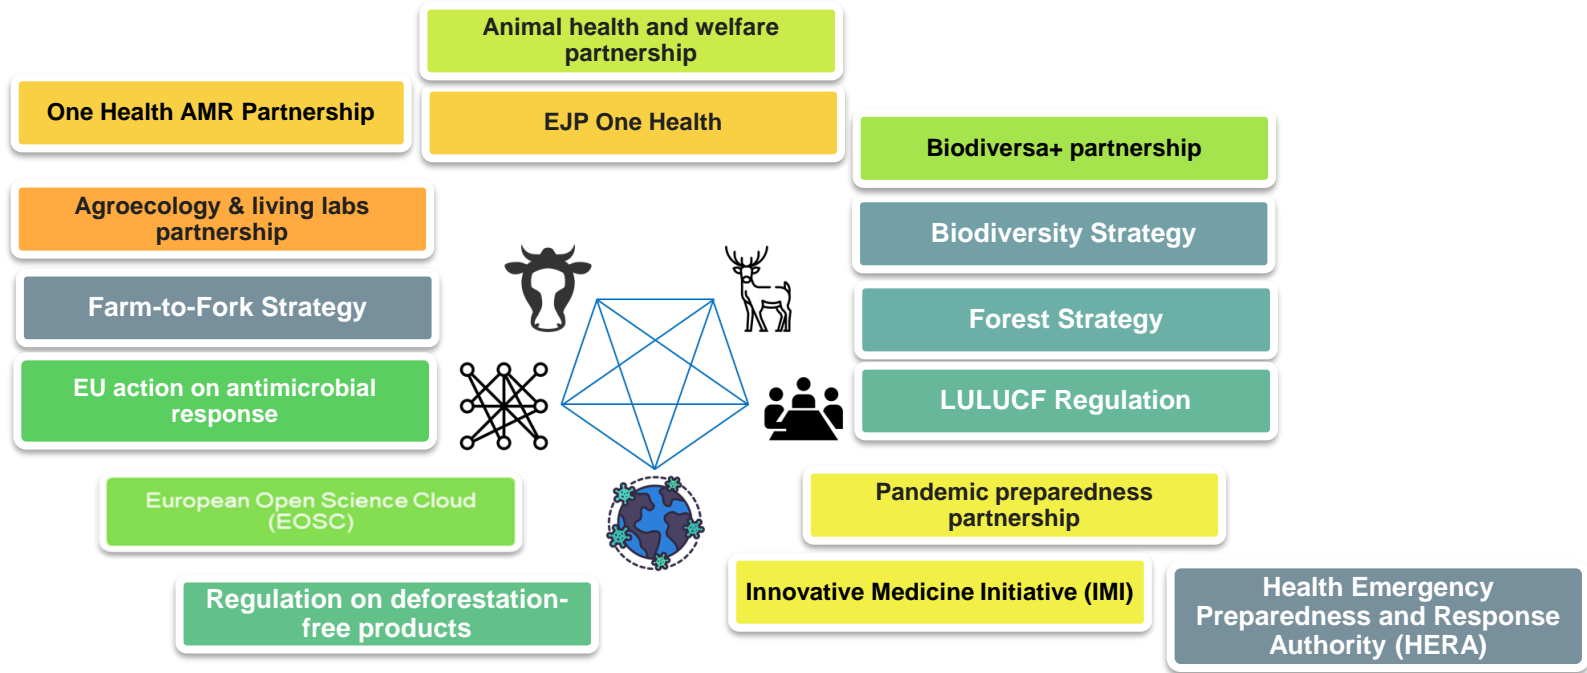 Animal health and welfare
partnership
One Health AMR Partnership
EJP One Health
Biodiversa+ partnership
Agroecology & living labs
partnership
Biodiversity Strategy
Farm-to-Fork Strategy
Forest Strategy
EU action on antimicrobial
response
LULUCF Regulation
European Open Science Cloud
(EOSC)
Pandemic preparedness
partnership
Regulation on deforestation-
free products
Innovative Medicine Initiative (IMI)
Health Emergency
Preparedness and Response
Authority (HERA)